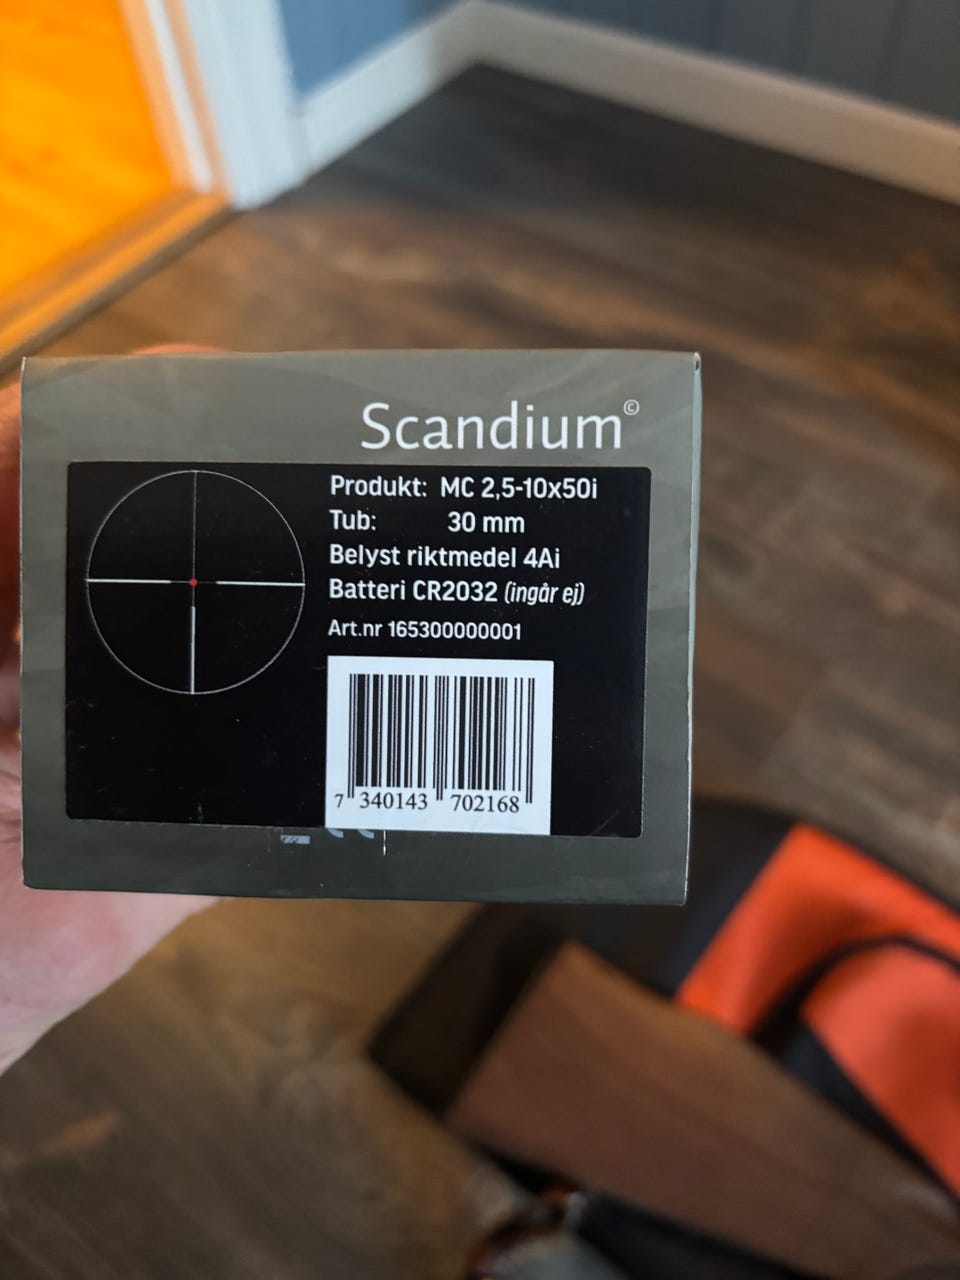 Scandium©
Produkt: MC 2,5-10x50i
Tub: 30 mm
Belyst riktmedel 4Ai
Batteri CR2032 (ingår ej)
Art.nr 165300000001
7 340143 702168